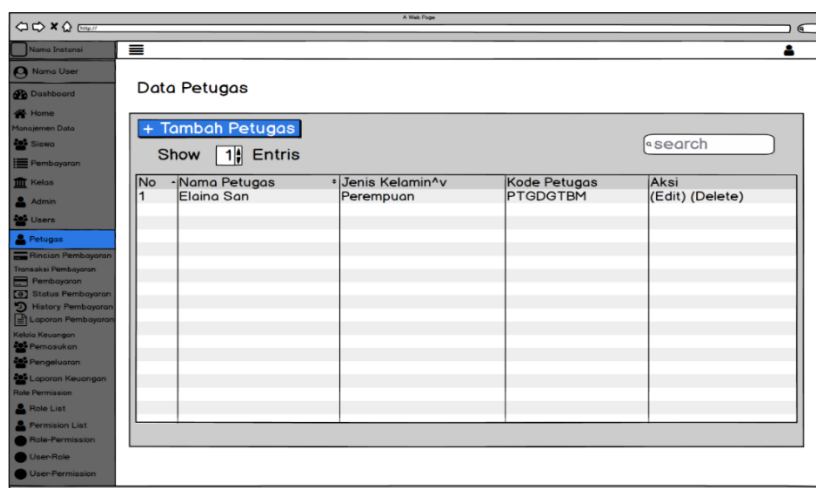 A Web Page
http://
Nama Instansi
Nama User
Dashboard
Home
Manajemen Data
Siswa
Pembayaran
Kelas
Admin
Users
Petugas
Rincian Pembayaran
Transaksi Pembayaran
Pembayaran
Status Pembayaran
History Pembayaran
Laporan Pembayaran
Kelola Keuangan
Pemasukan
Pengeluaran
Laporan Keuangan
Role Permission
Role List
Permision List
Role-Permission
User-Role
User-Permission
Data Petugas
+ Tambah Petugas
Show 1 Entris
search
No Nama Petugas Jenis Kelamin^v Kode Petugas Aksi
1 Elaina San Perempuan PTGDGTBM (Edit) (Delete)